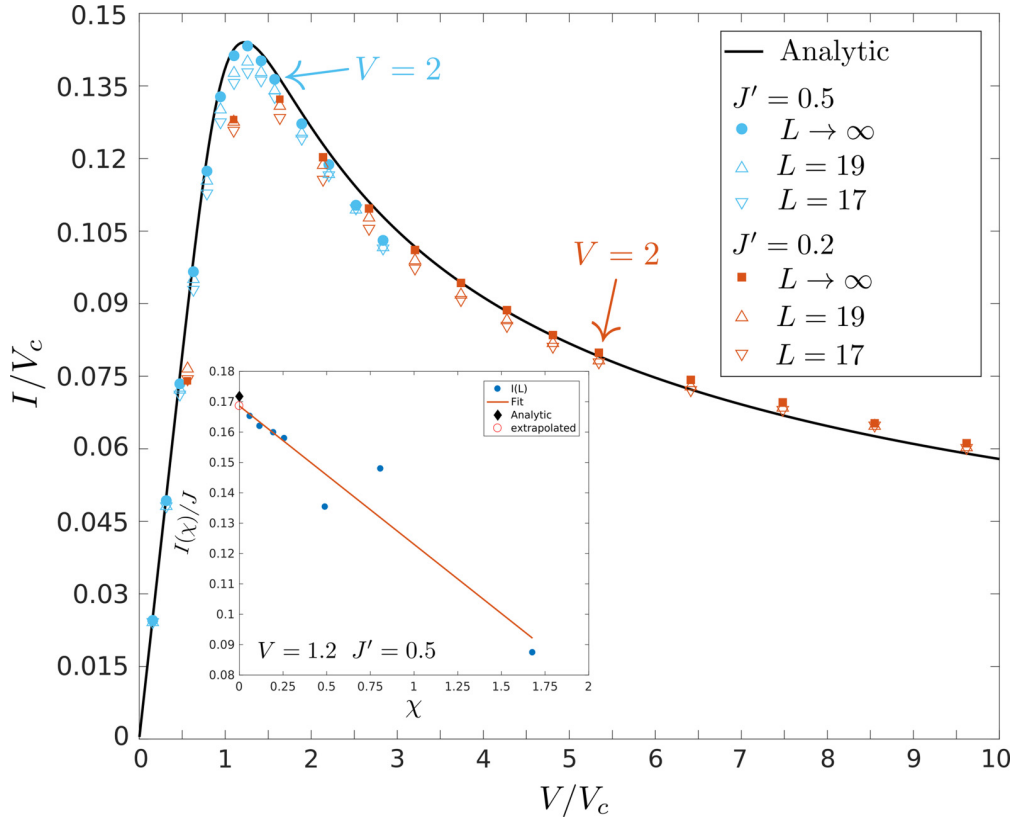 0.15
0.135
0.12
0.105
0.09
0.075
0.06
0.045
0.03
0.015
0
I/V_c
0 1 2 3 4 5 6 7 8 9 10
V/V_c
V = 2
V = 2
Analytic
J′ = 0.5
L → ∞
L = 19
L = 17
J′ = 0.2
L → ∞
L = 19
L = 17
0.18
0.17
0.16
0.15
0.14
0.13
0.12
0.11
0.1
0.09
0.08
I(χ)/J
I(L)
Fit
Analytic
extrapolated
V = 1.2 J′ = 0.5
0 0.25 0.5 0.75 1 1.25 1.5 1.75 2
χ